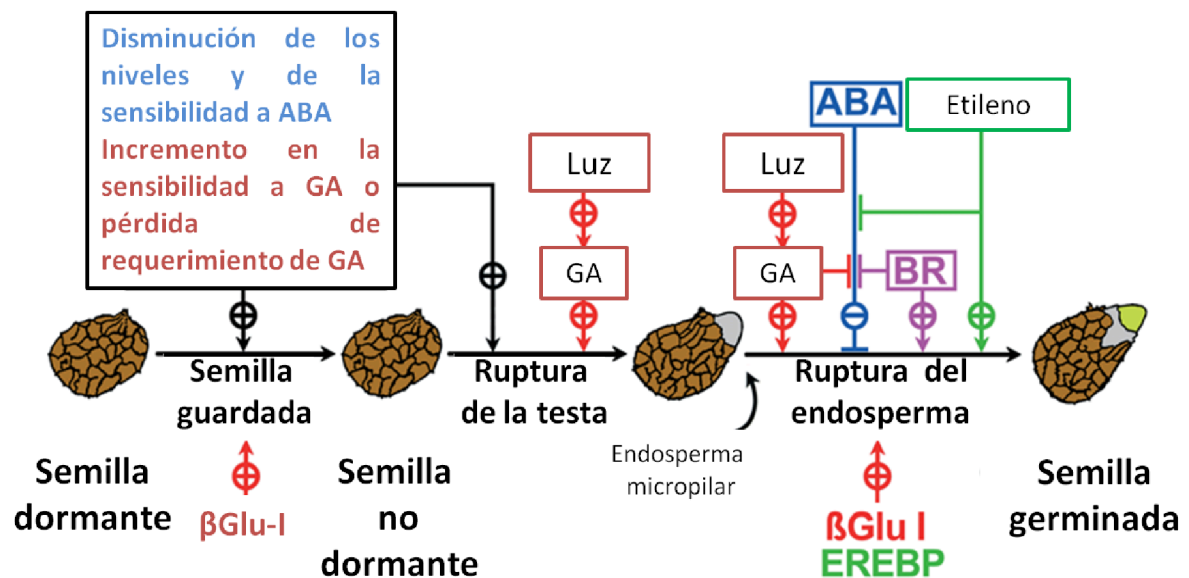 Disminución de los
niveles y de la
sensibilidad a ABA
Incremento en la
sensibilidad a GA o
pérdida de
requerimiento de GA
Luz
GA
Luz
GA
ABA
Etileno
BR
Semilla
guardada
Ruptura
de la testa
Ruptura del
endosperma
Endosperma
micropilar
Semilla
dormante
βGlu-I
Semilla
no
dormante
ßGlu I
EREBP
Semilla
germinada